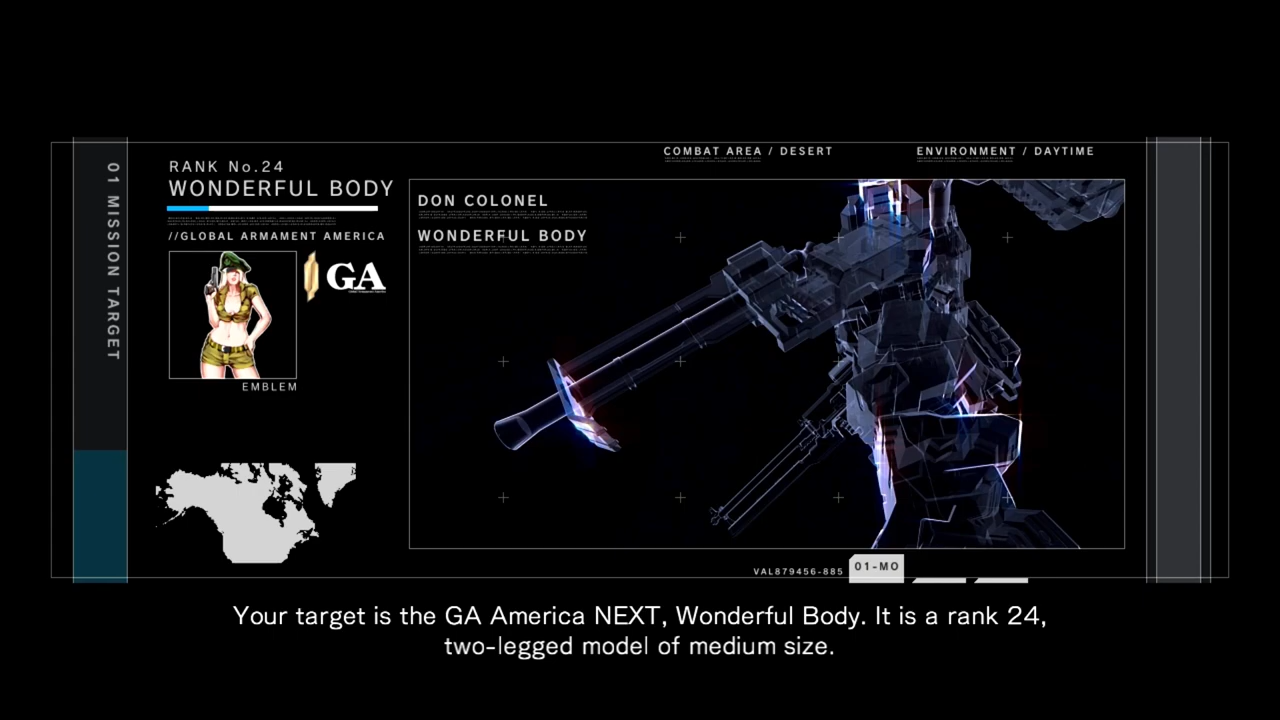 01 MISSION TARGET
RANK No.24
WONDERFUL BODY
//GLOBAL ARMAMENT AMERICA
GA
EMBLEM
COMBAT AREA / DESERT
ENVIRONMENT / DAYTIME
DON COLONEL
WONDERFUL BODY
VAL879456-885
01-MO
Your target is the GA America NEXT, Wonderful Body. It is a rank 24,
two-legged model of medium size.